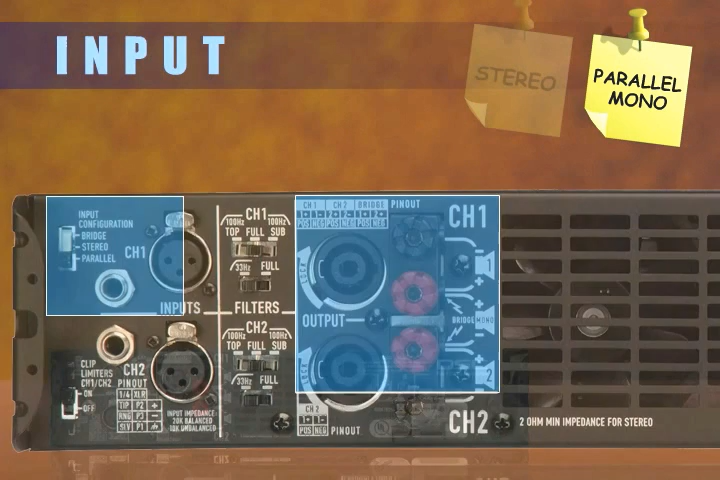 INPUT
STEREO
PARALLEL
MONO
INPUT
CONFIGURATION
BRIDGE
STEREO
PARALLEL
CH1
INPUTS
CH1
100Hz 100Hz
TOP FULL SUB
33Hz FULL
FILTERS
CH2
100Hz 100Hz
TOP FULL SUB
33Hz FULL
CH 1 CH 2 BRIDGE PINOUT
POS NEG POS NEG POS NEG
CH1
1
OUTPUT
BRIDGE MONO
2
CLIP
LIMITERS
CH1/CH2
ON
OFF
CH2
PINOUT
1/4 XLR
TIP P2 +
RNG P3 -
SLV P1
INPUT IMPEDANCE
20K BALANCED
10K UNBALANCED
CH 2
POS NEG PINOUT
CH2
2 OHM MIN IMPEDANCE FOR STEREO